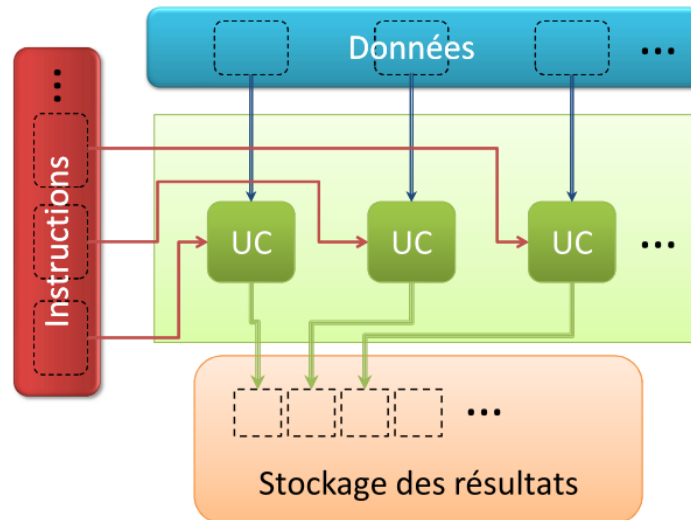 Données
...
...
Instructions
UC
UC
UC
...
...
Stockage des résultats